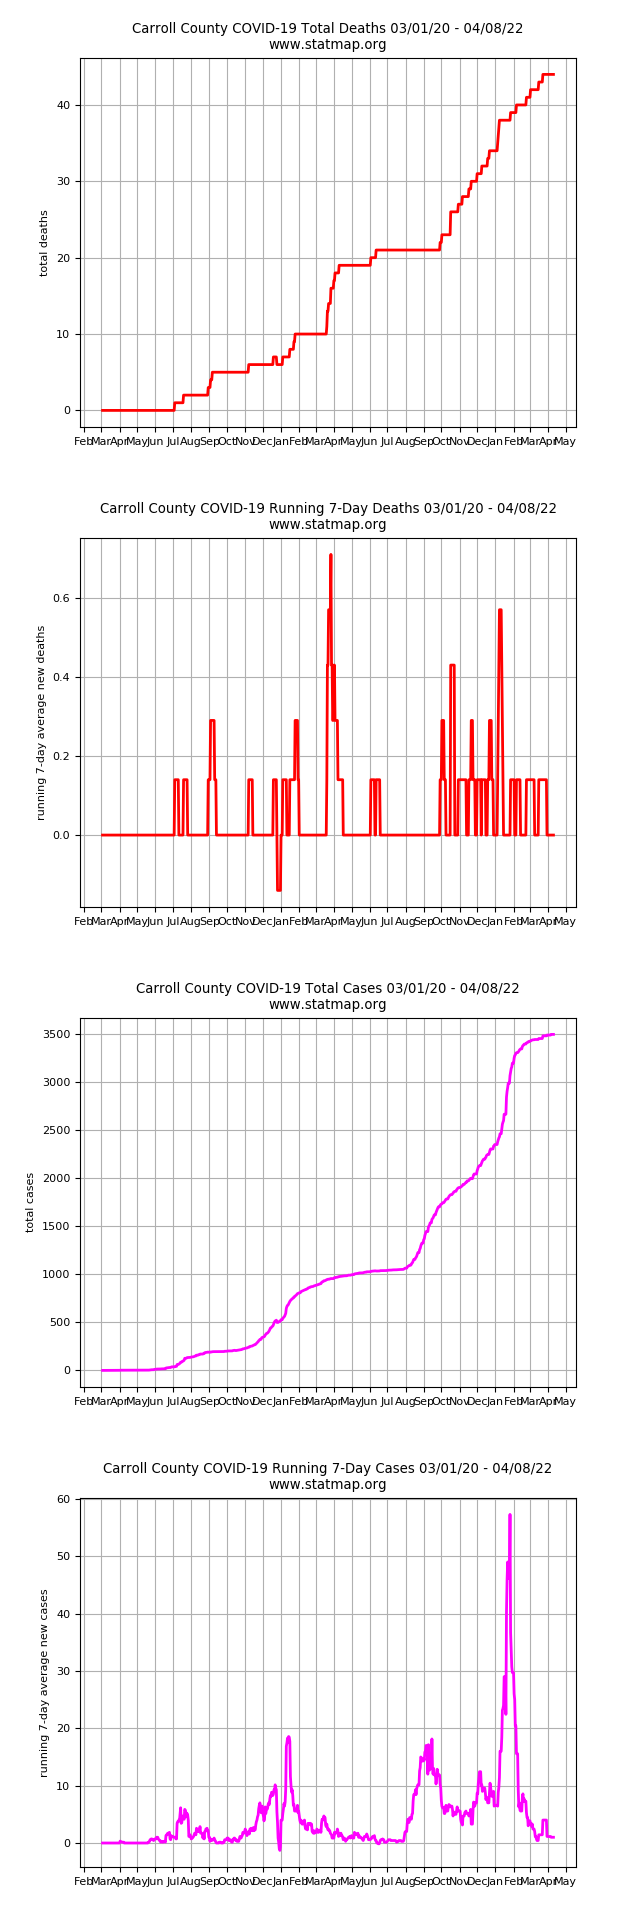 Carroll County COVID-19 Total Deaths 03/01/20 - 04/08/22
www.statmap.org
40
30
20
10
0
total deaths
Feb Mar Apr May Jun Jul Aug Sep Oct Nov Dec Jan Feb Mar Apr May Jun Jul Aug Sep Oct Nov Dec Jan Feb Mar Apr May
Carroll County COVID-19 Running 7-Day Deaths 03/01/20 - 04/08/22
www.statmap.org
0.6
0.4
0.2
0.0
running 7-day average new deaths
Feb Mar Apr May Jun Jul Aug Sep Oct Nov Dec Jan Feb Mar Apr May Jun Jul Aug Sep Oct Nov Dec Jan Feb Mar Apr May
Carroll County COVID-19 Total Cases 03/01/20 - 04/08/22
www.statmap.org
3500
3000
2500
2000
1500
1000
500
0
total cases
Feb Mar Apr May Jun Jul Aug Sep Oct Nov Dec Jan Feb Mar Apr May Jun Jul Aug Sep Oct Nov Dec Jan Feb Mar Apr May
Carroll County COVID-19 Running 7-Day Cases 03/01/20 - 04/08/22
www.statmap.org
60
50
40
30
20
10
0
running 7-day average new cases
Feb Mar Apr May Jun Jul Aug Sep Oct Nov Dec Jan Feb Mar Apr May Jun Jul Aug Sep Oct Nov Dec Jan Feb Mar Apr May